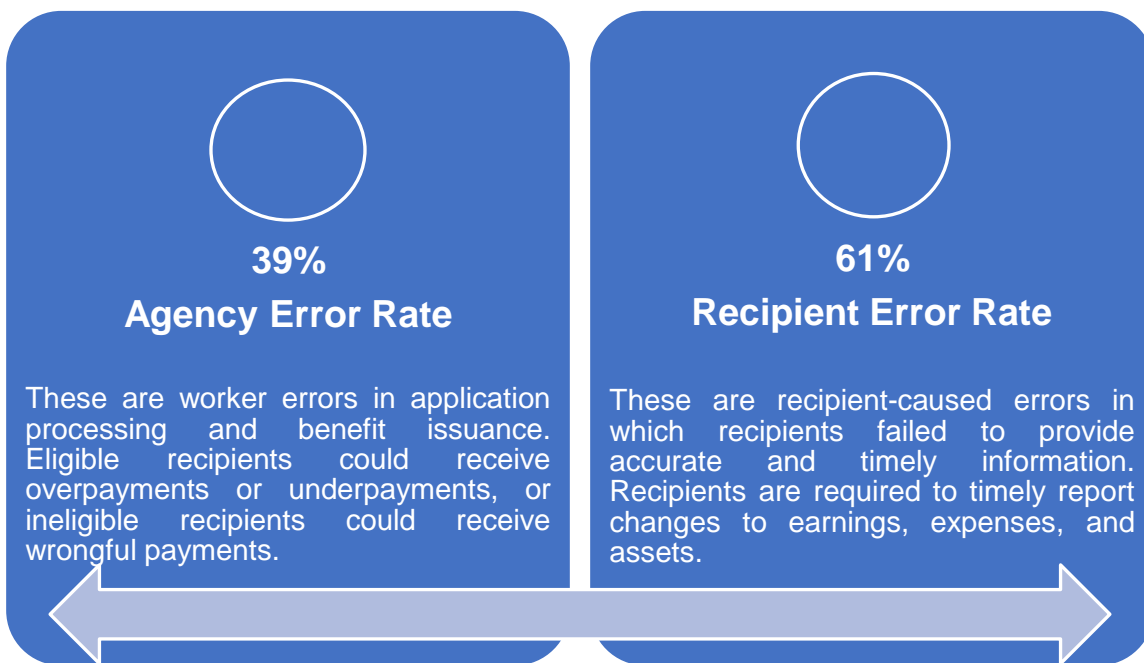 39%
Agency Error Rate
These are worker errors in application
processing and benefit issuance.
Eligible recipients could receive
overpayments or underpayments, or
ineligible recipients could receive
wrongful payments.
61%
Recipient Error Rate
These are recipient-caused errors in
which recipients failed to provide
accurate and timely information.
Recipients are required to timely report
changes to earnings, expenses, and
assets.